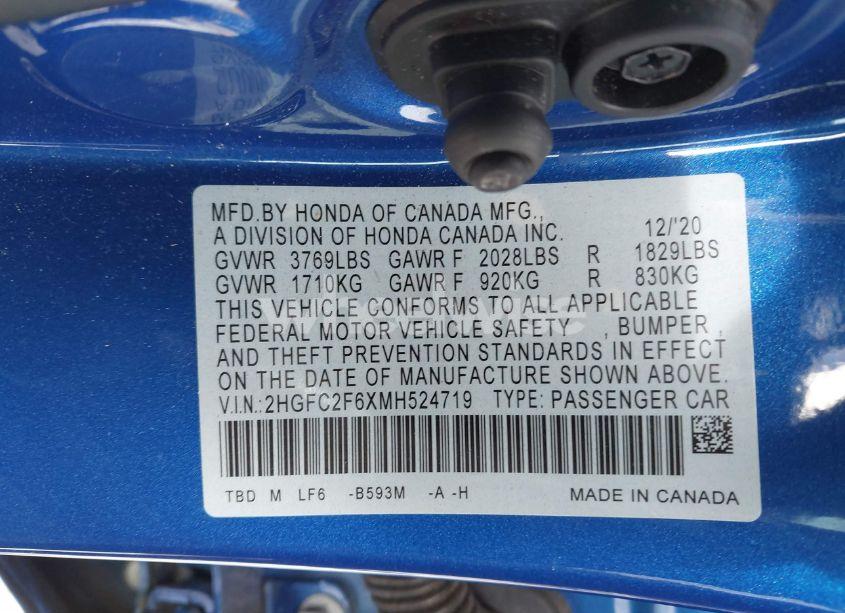 MFD.BY HONDA OF CANADA MFG.,
A DIVISION OF HONDA CANADA INC. 12/'20
GVWR 3769LBS GAWR F 2028LBS R 1829LBS
GVWR 1710KG GAWR F 920KG R 830KG
THIS VEHICLE CONFORMS TO ALL APPLICABLE
FEDERAL MOTOR VEHICLE SAFETY , BUMPER ,
AND THEFT PREVENTION STANDARDS IN EFFECT
ON THE DATE OF MANUFACTURE SHOWN ABOVE.
V.I.N.:2HGFC2F6XMH524719 TYPE: PASSENGER CAR
TBD M LF6 -B593M -A -H MADE IN CANADA